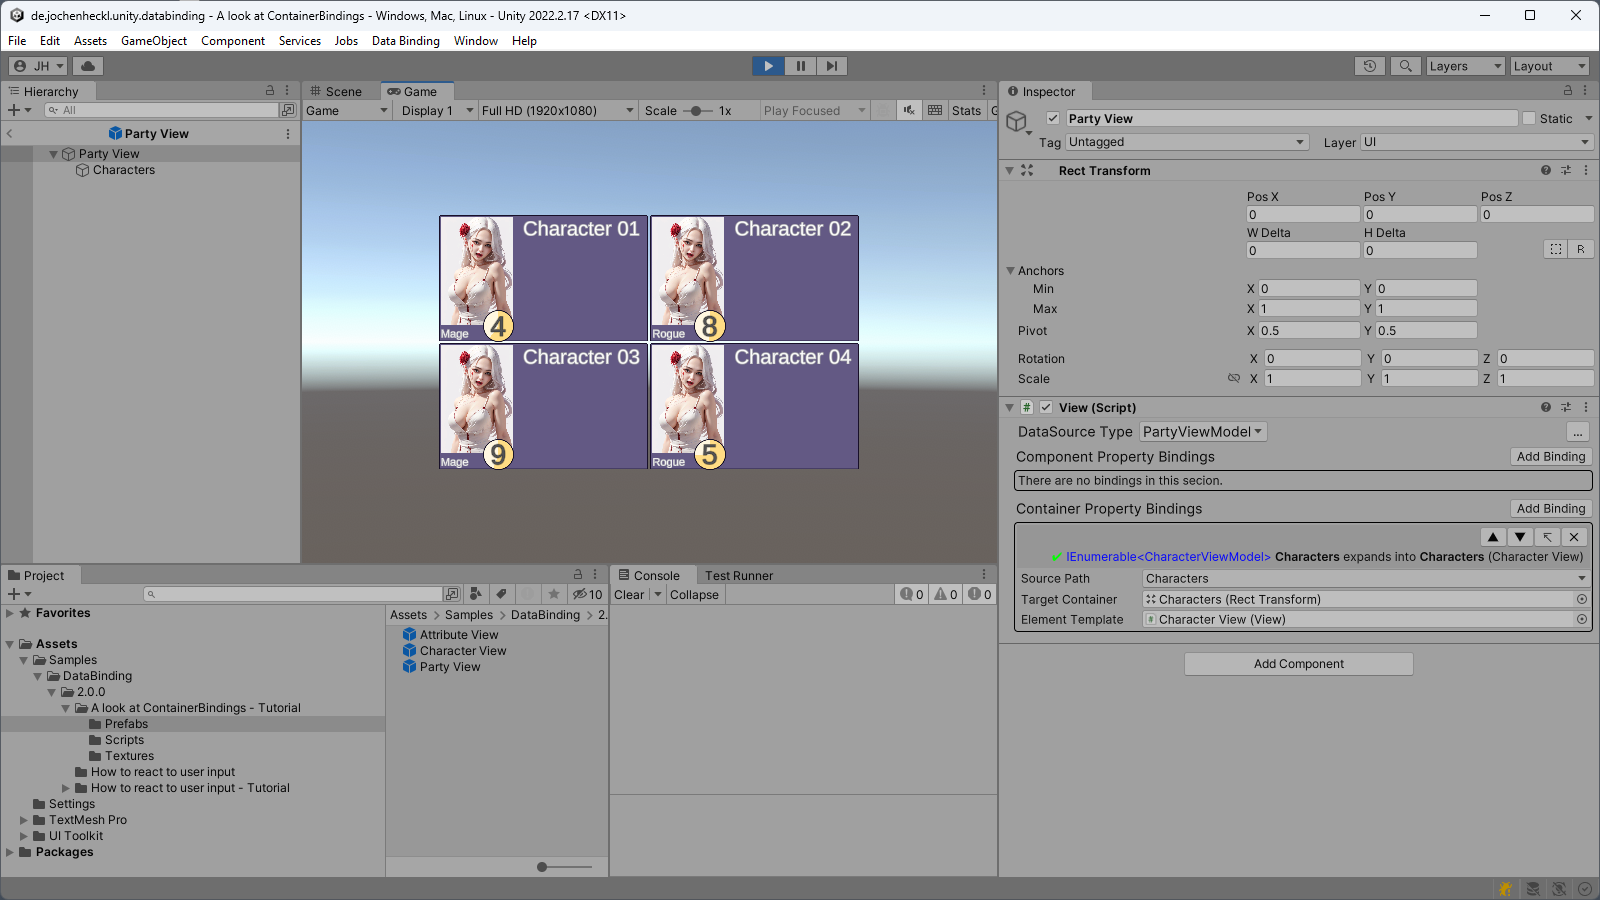 de.jochenheckl.unity.databinding - A look at ContainerBindings - Windows, Mac, Linux - Unity 2022.2.17 <DX11>
File Edit Assets GameObject Component Services Jobs Data Binding Window Help
JH Layers Layout
Hierarchy
All
Party View
Party View
Characters
Scene Game
Game Display 1 Full HD (1920x1080) Scale 1x Play Focused Stats G
Character 01
Mage 4
Character 02
Rogue 8
Character 03
Mage 9
Character 04
Rogue 5
Inspector
Party View Static
Tag Untagged Layer UI
Rect Transform
Pos X Pos Y Pos Z
0 0 0
W Delta H Delta
0 0 R
Anchors
Min X 0 Y 0
Max X 1 Y 1
Pivot X 0.5 Y 0.5
Rotation X 0 Y 0 Z 0
Scale X 1 Y 1 Z 1
# View (Script)
DataSource Type PartyViewModel ...
Component Property Bindings Add Binding
There are no bindings in this secion.
Container Property Bindings Add Binding
IEnumerable<CharacterViewModel> Characters expands into Characters (Character View)
Source Path Characters
Target Container Characters (Rect Transform)
Element Template # Character View (View)
Add Component
Project
10
Favorites
Assets
Samples
DataBinding
2.0.0
A look at ContainerBindings - Tutorial
Prefabs
Scripts
Textures
How to react to user input
How to react to user input - Tutorial
Settings
TextMesh Pro
UI Toolkit
Packages
Assets > Samples > DataBinding > 2.
Attribute View
Character View
Party View
Console Test Runner
Clear Collapse 0 0 0